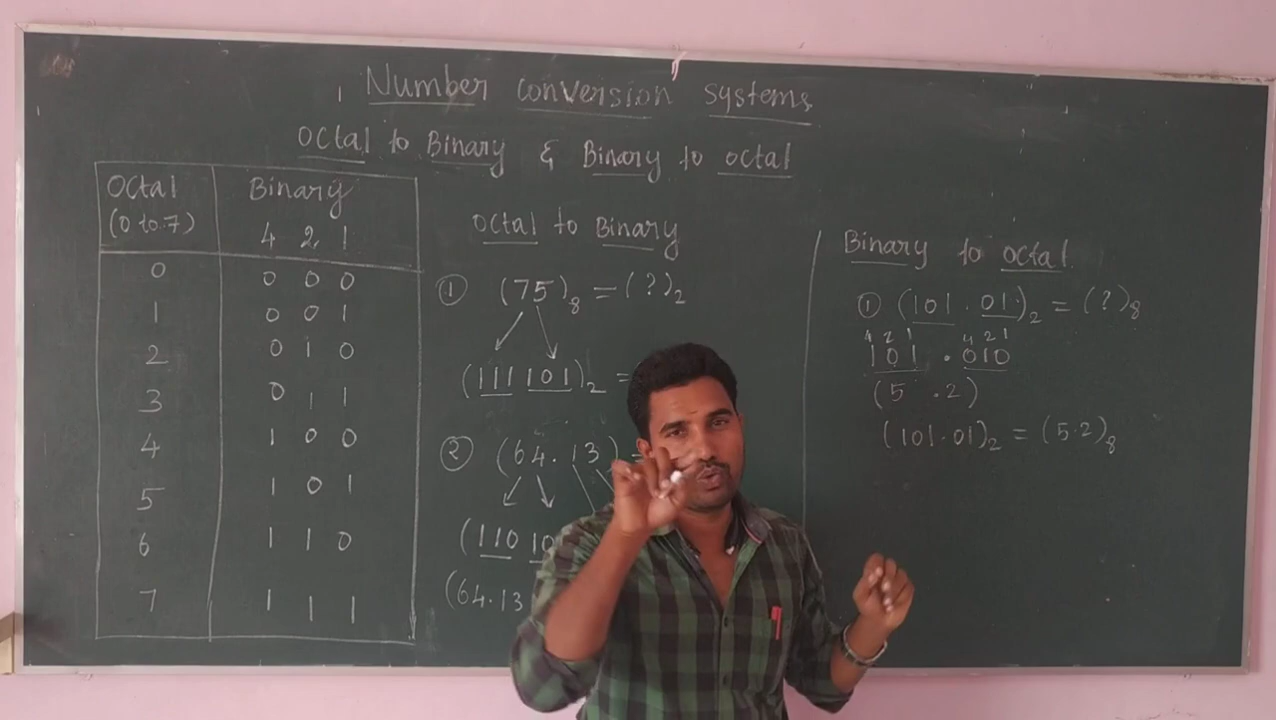 Number conversion systems
Octal to Binary & Binary to octal
Octal Binary
(0 to 7) 4 2 1
0 0 0 0
1 0 0 1
2 0 1 0
3 0 1 1
4 1 0 0
5 1 0 1
6 1 1 0
7 1 1 1
Octal to Binary
① (75)8 = (?)2
(111 101)2 =
② (64.13) =
(110 10
(64.13
Binary to octal
① (101.01)2 = (?)8
4 2 1 4 2 1
101 . 010
(5 .2)
(101.01)2 = (5.2)8